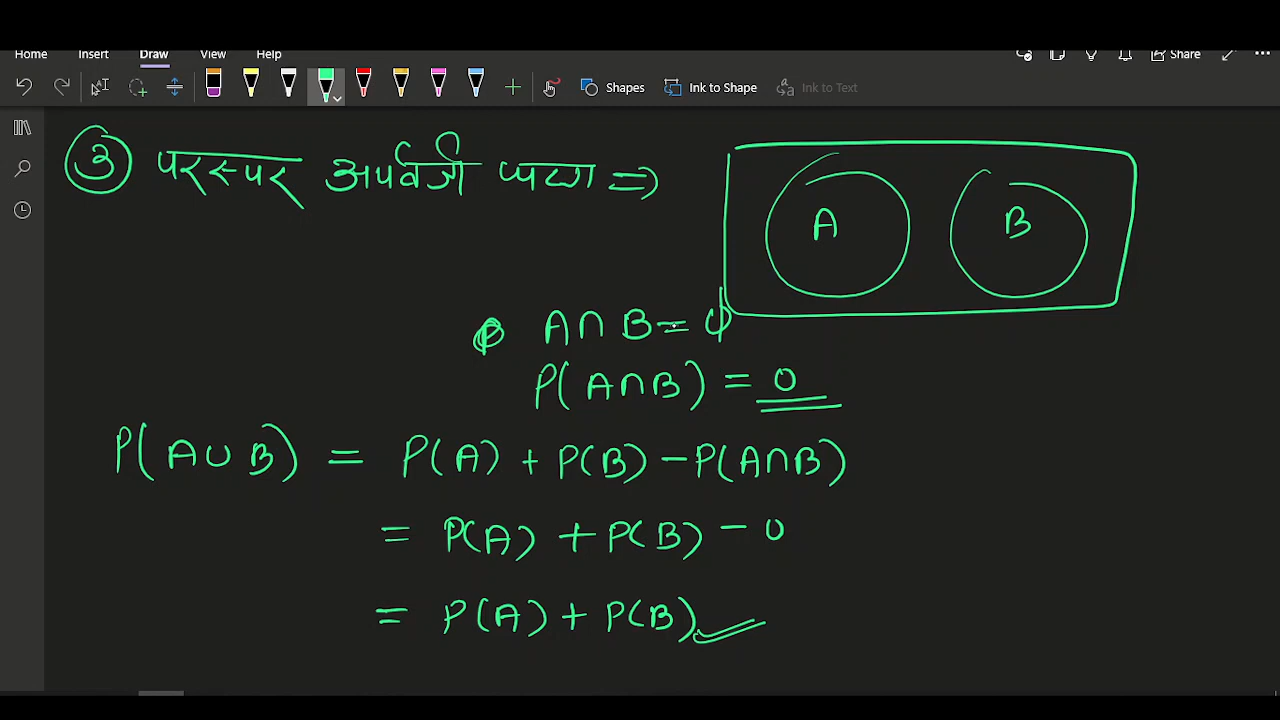 Home Insert Draw View Help Share
Shapes Ink to Shape Ink to Text
③ परस्पर अपवर्जी घटना ⇒
A B
A∩B = ϕ
P(A∩B) = 0
P(A∪B) = P(A) + P(B) - P(A∩B)
= P(A) + P(B) - 0
= P(A) + P(B)